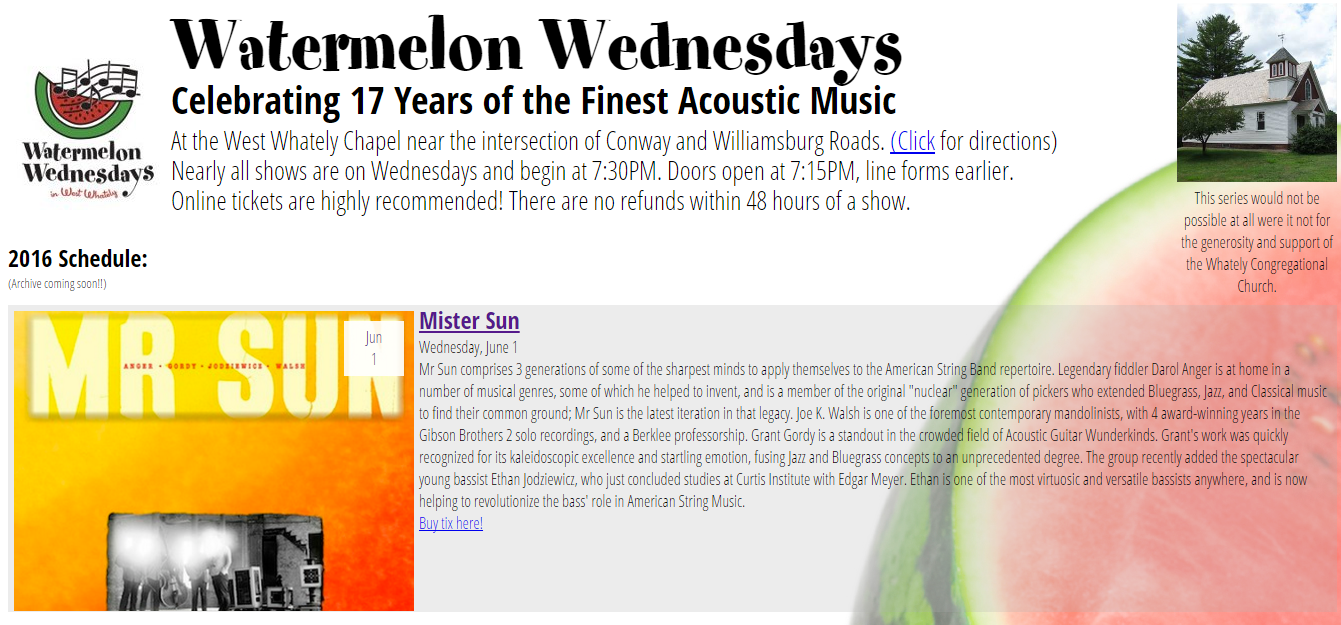 Watermelon Wednesdays
Celebrating 17 Years of the Finest Acoustic Music
At the West Whately Chapel near the intersection of Conway and Williamsburg Roads. (Click for directions)
Nearly all shows are on Wednesdays and begin at 7:30PM. Doors open at 7:15PM, line forms earlier.
Online tickets are highly recommended! There are no refunds within 48 hours of a show.
Watermelon
Wednesdays
in West Whately
This series would not be
possible at all were it not for
the generosity and support of
the Whately Congregational
Church.
2016 Schedule:
(Archive coming soon!!)
MR SUN
ANGER • GORDY • JODZIEWICZ • WALSH
Jun
1
Mister Sun
Wednesday, June 1
Mr Sun comprises 3 generations of some of the sharpest minds to apply themselves to the American String Band repertoire. Legendary fiddler Darol Anger is at home in a
number of musical genres, some of which he helped to invent, and is a member of the original "nuclear" generation of pickers who extended Bluegrass, Jazz, and Classical music
to find their common ground; Mr Sun is the latest iteration in that legacy. Joe K. Walsh is one of the foremost contemporary mandolinists, with 4 award-winning years in the
Gibson Brothers 2 solo recordings, and a Berklee professorship. Grant Gordy is a standout in the crowded field of Acoustic Guitar Wunderkinds. Grant's work was quickly
recognized for its kaleidoscopic excellence and startling emotion, fusing Jazz and Bluegrass concepts to an unprecedented degree. The group recently added the spectacular
young bassist Ethan Jodziewicz, who just concluded studies at Curtis Institute with Edgar Meyer. Ethan is one of the most virtuosic and versatile bassists anywhere, and is now
helping to revolutionize the bass' role in American String Music.
Buy tix here!